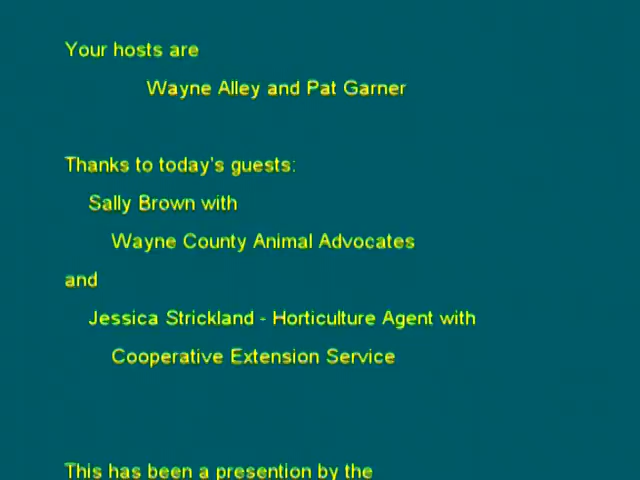 Your hosts are
Wayne Alley and Pat Garner
Thanks to today's guests:
Sally Brown with
Wayne County Animal Advocates
and
Jessica Strickland - Horticulture Agent with
Cooperative Extension Service
This has been a presention by the